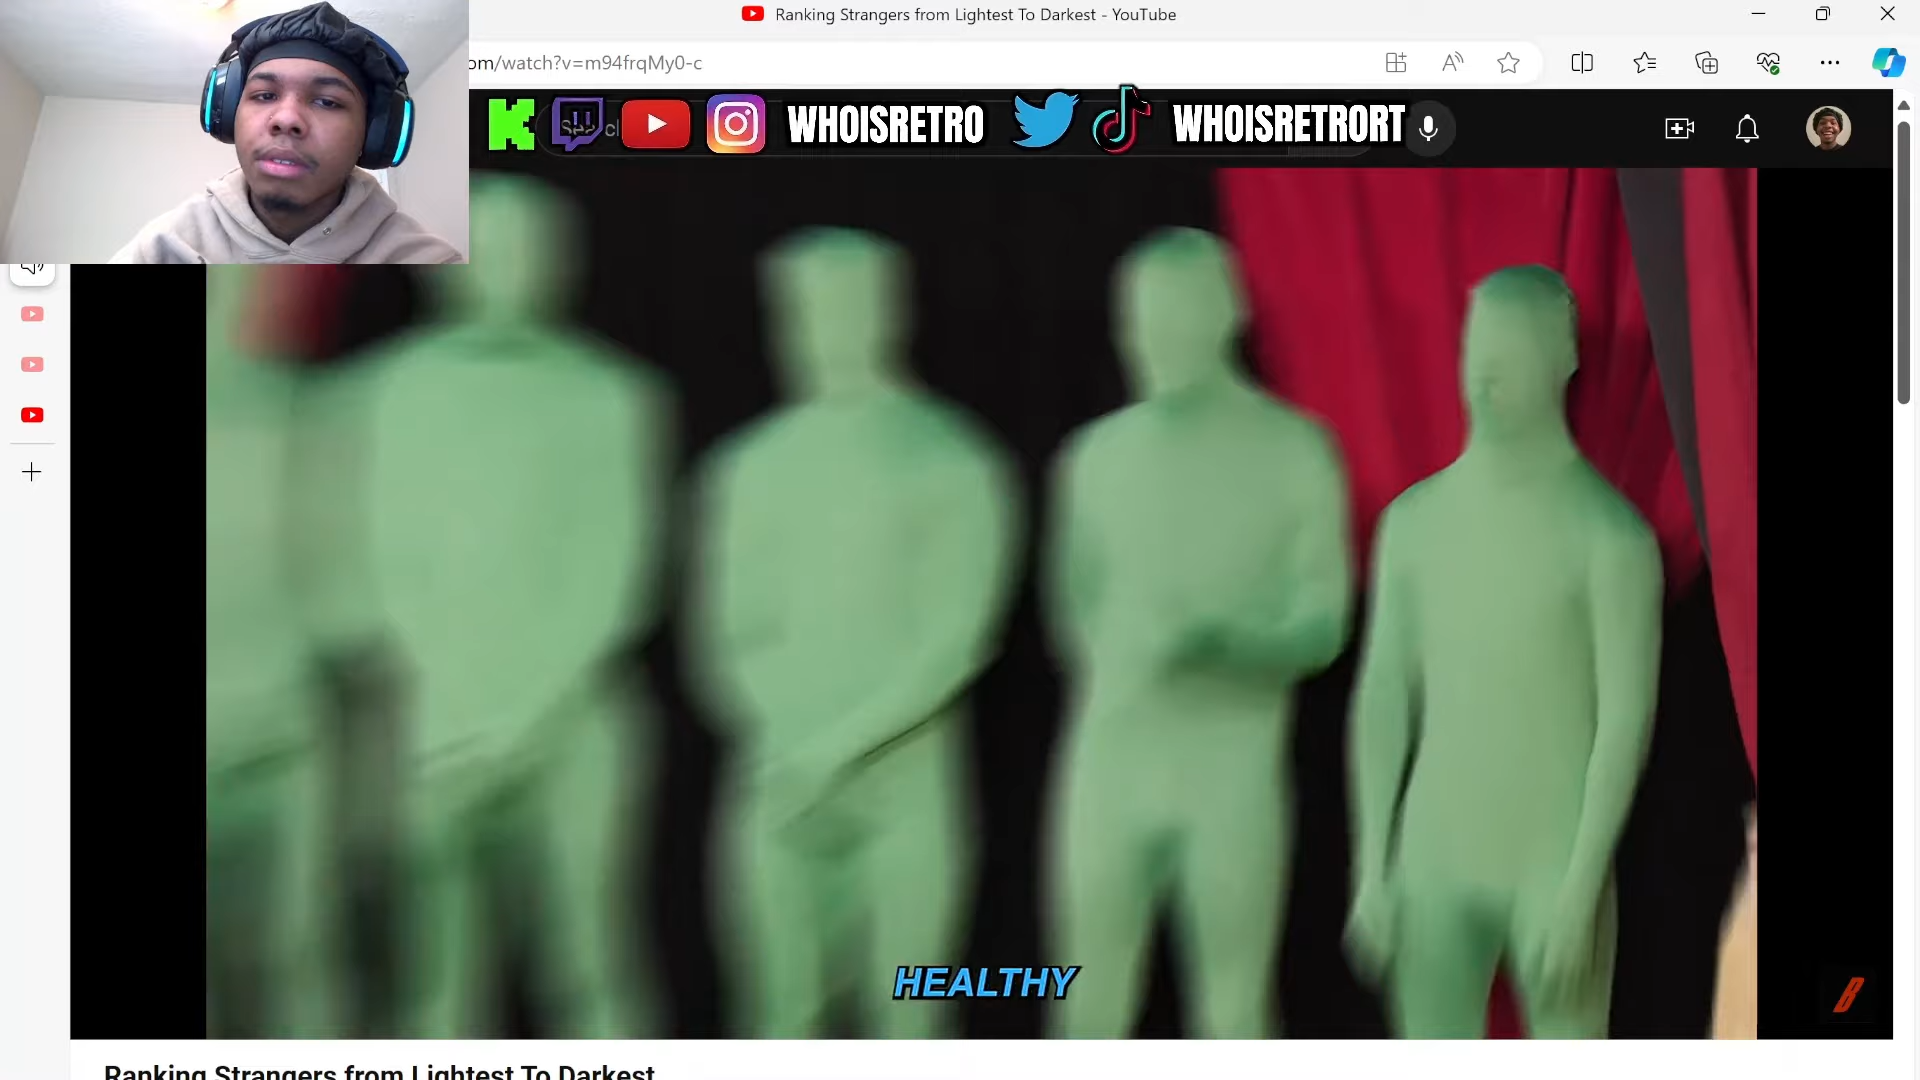 Ranking Strangers from Lightest To Darkest - YouTube
om/watch?v=m94frqMy0-c
WHOISRETRO WHOISRETRORT
HEALTHY
B
Ranking Strangers from Lightest To Darkest